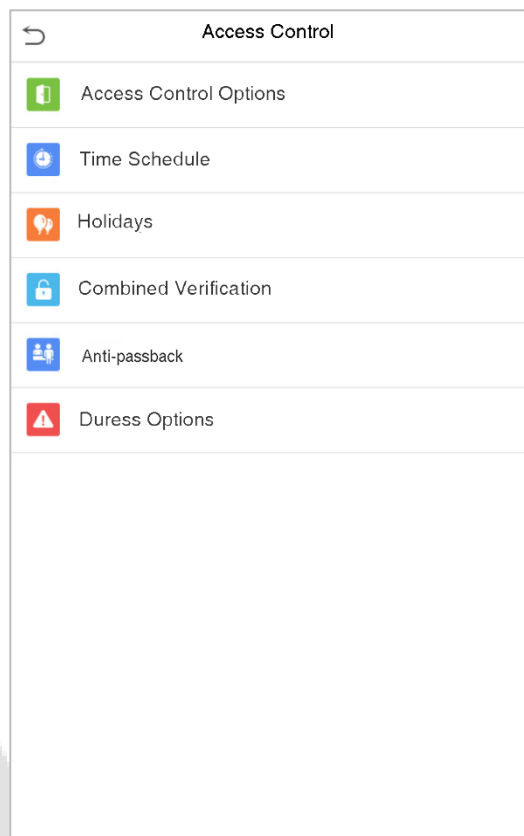 Access Control
Access Control Options
Time Schedule
Holidays
Combined Verification
Anti-passback
Duress Options